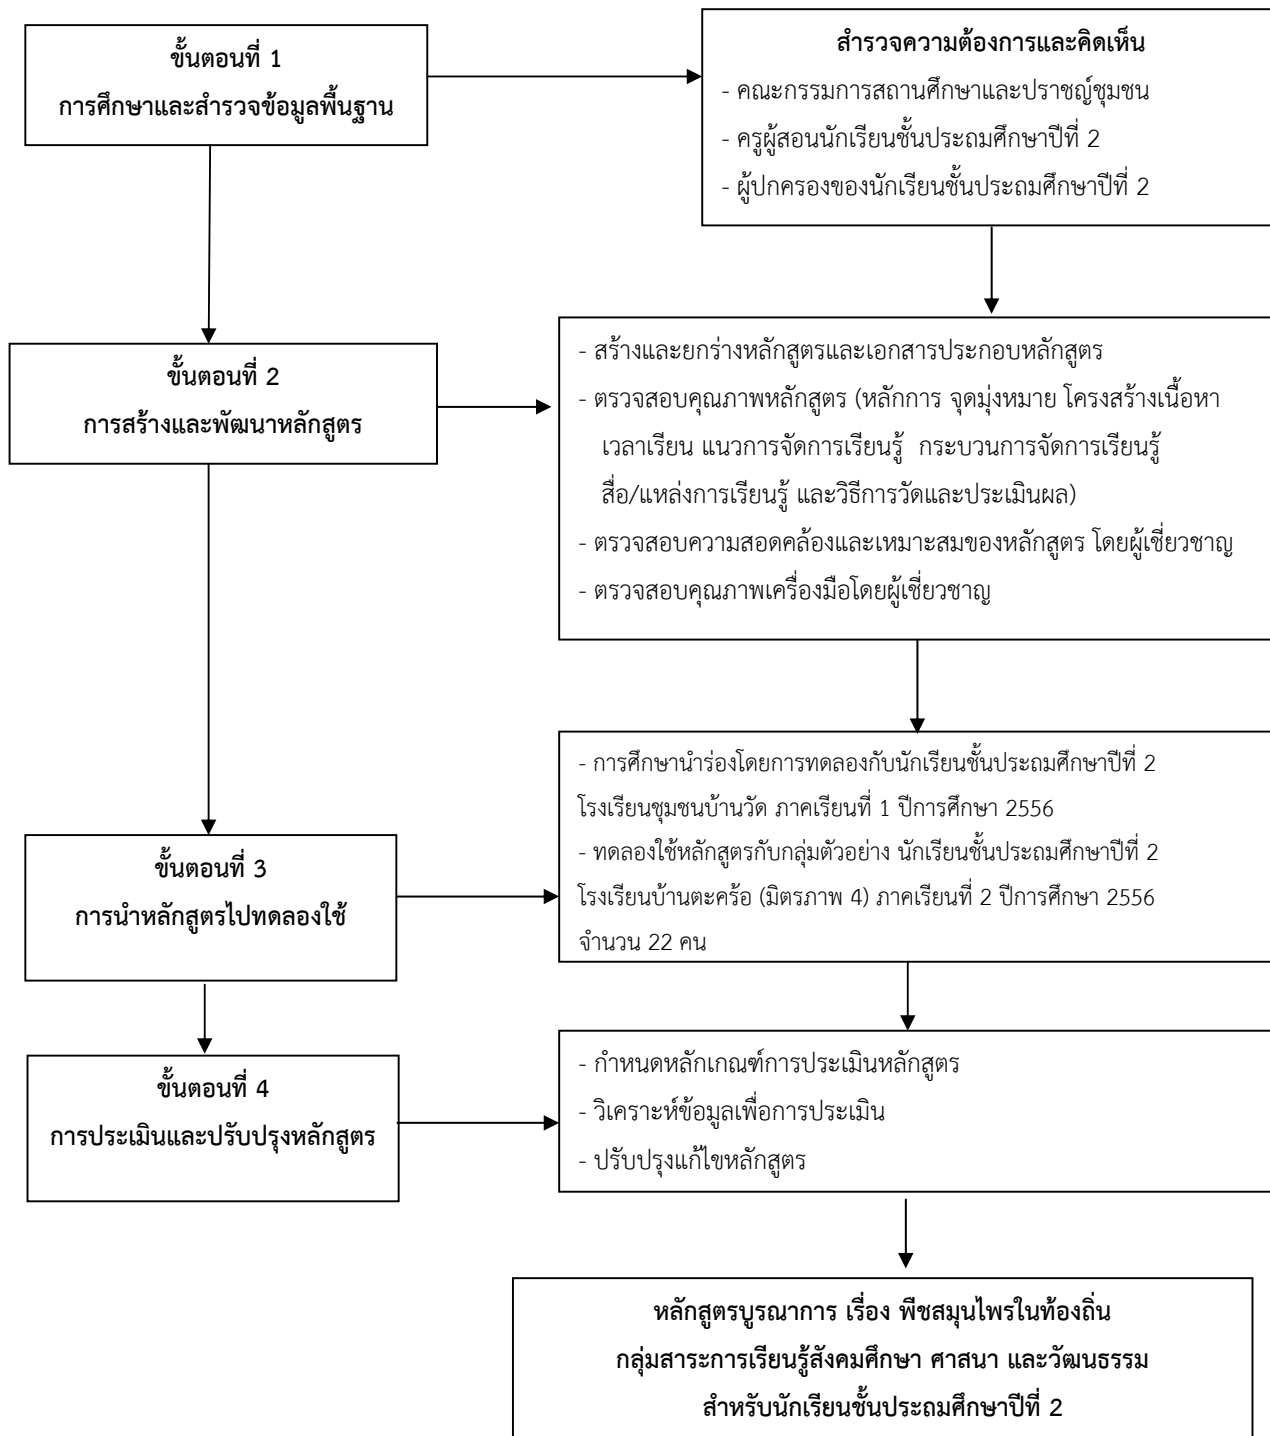 ขั้นตอนที่ 1
การศึกษาและสำรวจข้อมูลพื้นฐาน
สำรวจความต้องการและคิดเห็น
- คณะกรรมการสถานศึกษาและปราชญ์ชุมชน
- ครูผู้สอนนักเรียนชั้นประถมศึกษาปีที่ 2
- ผู้ปกครองของนักเรียนชั้นประถมศึกษาปีที่ 2
ขั้นตอนที่ 2
การสร้างและพัฒนาหลักสูตร
- สร้างและยกร่างหลักสูตรและเอกสารประกอบหลักสูตร
- ตรวจสอบคุณภาพหลักสูตร (หลักการ จุดมุ่งหมาย โครงสร้างเนื้อหา
เวลาเรียน แนวการจัดการเรียนรู้ กระบวนการจัดการเรียนรู้
สื่อ/แหล่งการเรียนรู้ และวิธีการวัดและประเมินผล)
- ตรวจสอบความสอดคล้องและเหมาะสมของหลักสูตร โดยผู้เชี่ยวชาญ
- ตรวจสอบคุณภาพเครื่องมือโดยผู้เชี่ยวชาญ
ขั้นตอนที่ 3
การนำหลักสูตรไปทดลองใช้
- การศึกษานำร่องโดยการทดลองกับนักเรียนชั้นประถมศึกษาปีที่ 2
โรงเรียนชุมชนบ้านวัด ภาคเรียนที่ 1 ปีการศึกษา 2556
- ทดลองใช้หลักสูตรกับกลุ่มตัวอย่าง นักเรียนชั้นประถมศึกษาปีที่ 2
โรงเรียนบ้านตะคร้อ (มิตรภาพ 4) ภาคเรียนที่ 2 ปีการศึกษา 2556
จำนวน 22 คน
ขั้นตอนที่ 4
การประเมินและปรับปรุงหลักสูตร
- กำหนดหลักเกณฑ์การประเมินหลักสูตร
- วิเคราะห์ข้อมูลเพื่อการประเมิน
- ปรับปรุงแก้ไขหลักสูตร
หลักสูตรบูรณาการ เรื่อง พืชสมุนไพรในท้องถิ่น
กลุ่มสาระการเรียนรู้สังคมศึกษา ศาสนา และวัฒนธรรม
สำหรับนักเรียนชั้นประถมศึกษาปีที่ 2